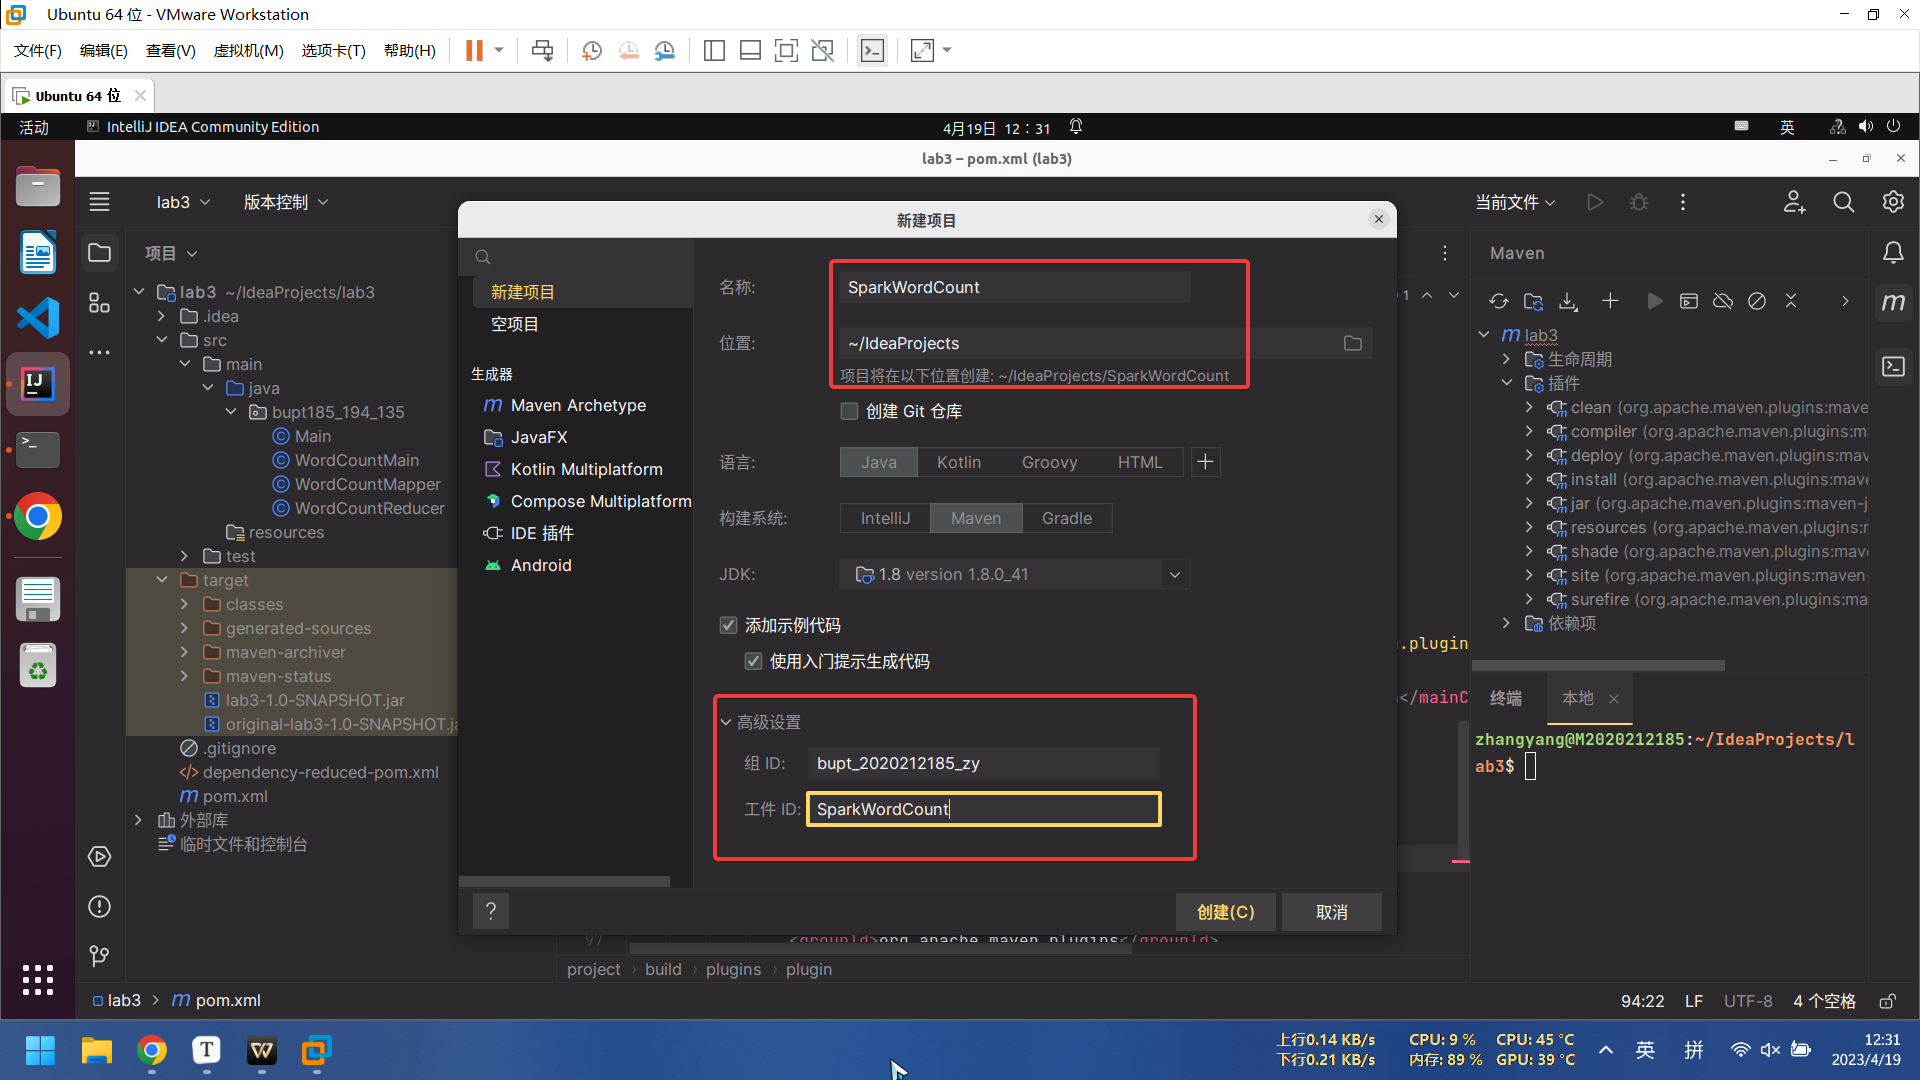 Ubuntu 64 位 - VMware Workstation
文件(F) 编辑(E) 查看(V) 虚拟机(M) 选项卡(T) 帮助(H)
Ubuntu 64 位
活动 IntelliJ IDEA Community Edition 4月19日 12：31 英
lab3 – pom.xml (lab3)
lab3 版本控制 当前文件
新建项目
项目
lab3 ~/IdeaProjects/lab3
.idea
src
main
java
bupt185_194_135
Main
WordCountMain
WordCountMapper
WordCountReducer
resources
test
target
classes
generated-sources
maven-archiver
maven-status
lab3-1.0-SNAPSHOT.jar
original-lab3-1.0-SNAPSHOT.ja
.gitignore
dependency-reduced-pom.xml
pom.xml
外部库
临时文件和控制台
新建项目
空项目
生成器
Maven Archetype
JavaFX
Kotlin Multiplatform
Compose Multiplatform
IDE 插件
Android
名称: SparkWordCount
位置: ~/IdeaProjects
项目将在以下位置创建: ~/IdeaProjects/SparkWordCount
创建 Git 仓库
语言: Java Kotlin Groovy HTML
构建系统: IntelliJ Maven Gradle
JDK: 1.8 version 1.8.0_41
添加示例代码
使用入门提示生成代码
高级设置
组 ID: bupt_2020212185_zy
工件 ID: SparkWordCount
? 创建(C) 取消
1
.plugin
</mainC
97 <groupId>org.apache.maven.plugins</groupId>
project › build › plugins › plugin
Maven
lab3
生命周期
插件
clean (org.apache.maven.plugins:mave
compiler (org.apache.maven.plugins:m
deploy (org.apache.maven.plugins:mav
install (org.apache.maven.plugins:mave
jar (org.apache.maven.plugins:maven-j
resources (org.apache.maven.plugins:r
shade (org.apache.maven.plugins:mav
site (org.apache.maven.plugins:maven-
surefire (org.apache.maven.plugins:ma
依赖项
终端 本地
zhangyang@M2020212185:~/IdeaProjects/l
ab3$
lab3 › pom.xml 94:22 LF UTF-8 4 个空格
上行0.14 KB/s CPU: 9 % CPU: 45 °C
下行0.21 KB/s 内存: 89 % GPU: 39 °C
英 拼
12:31
2023/4/19